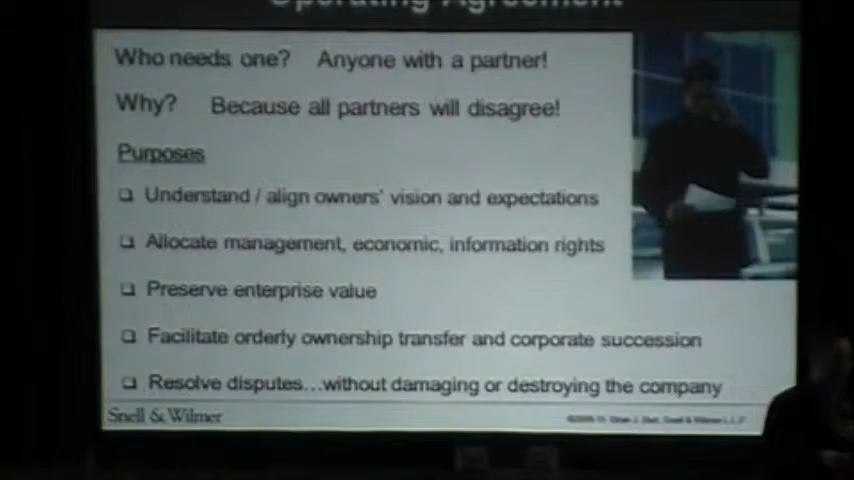 Operating Agreement
Who needs one? Anyone with a partner!
Why? Because all partners will disagree!
Purposes
❑ Understand / align owners' vision and expectations
❑ Allocate management, economic, information rights
❑ Preserve enterprise value
❑ Facilitate orderly ownership transfer and corporate succession
❑ Resolve disputes...without damaging or destroying the company
Snell & Wilmer